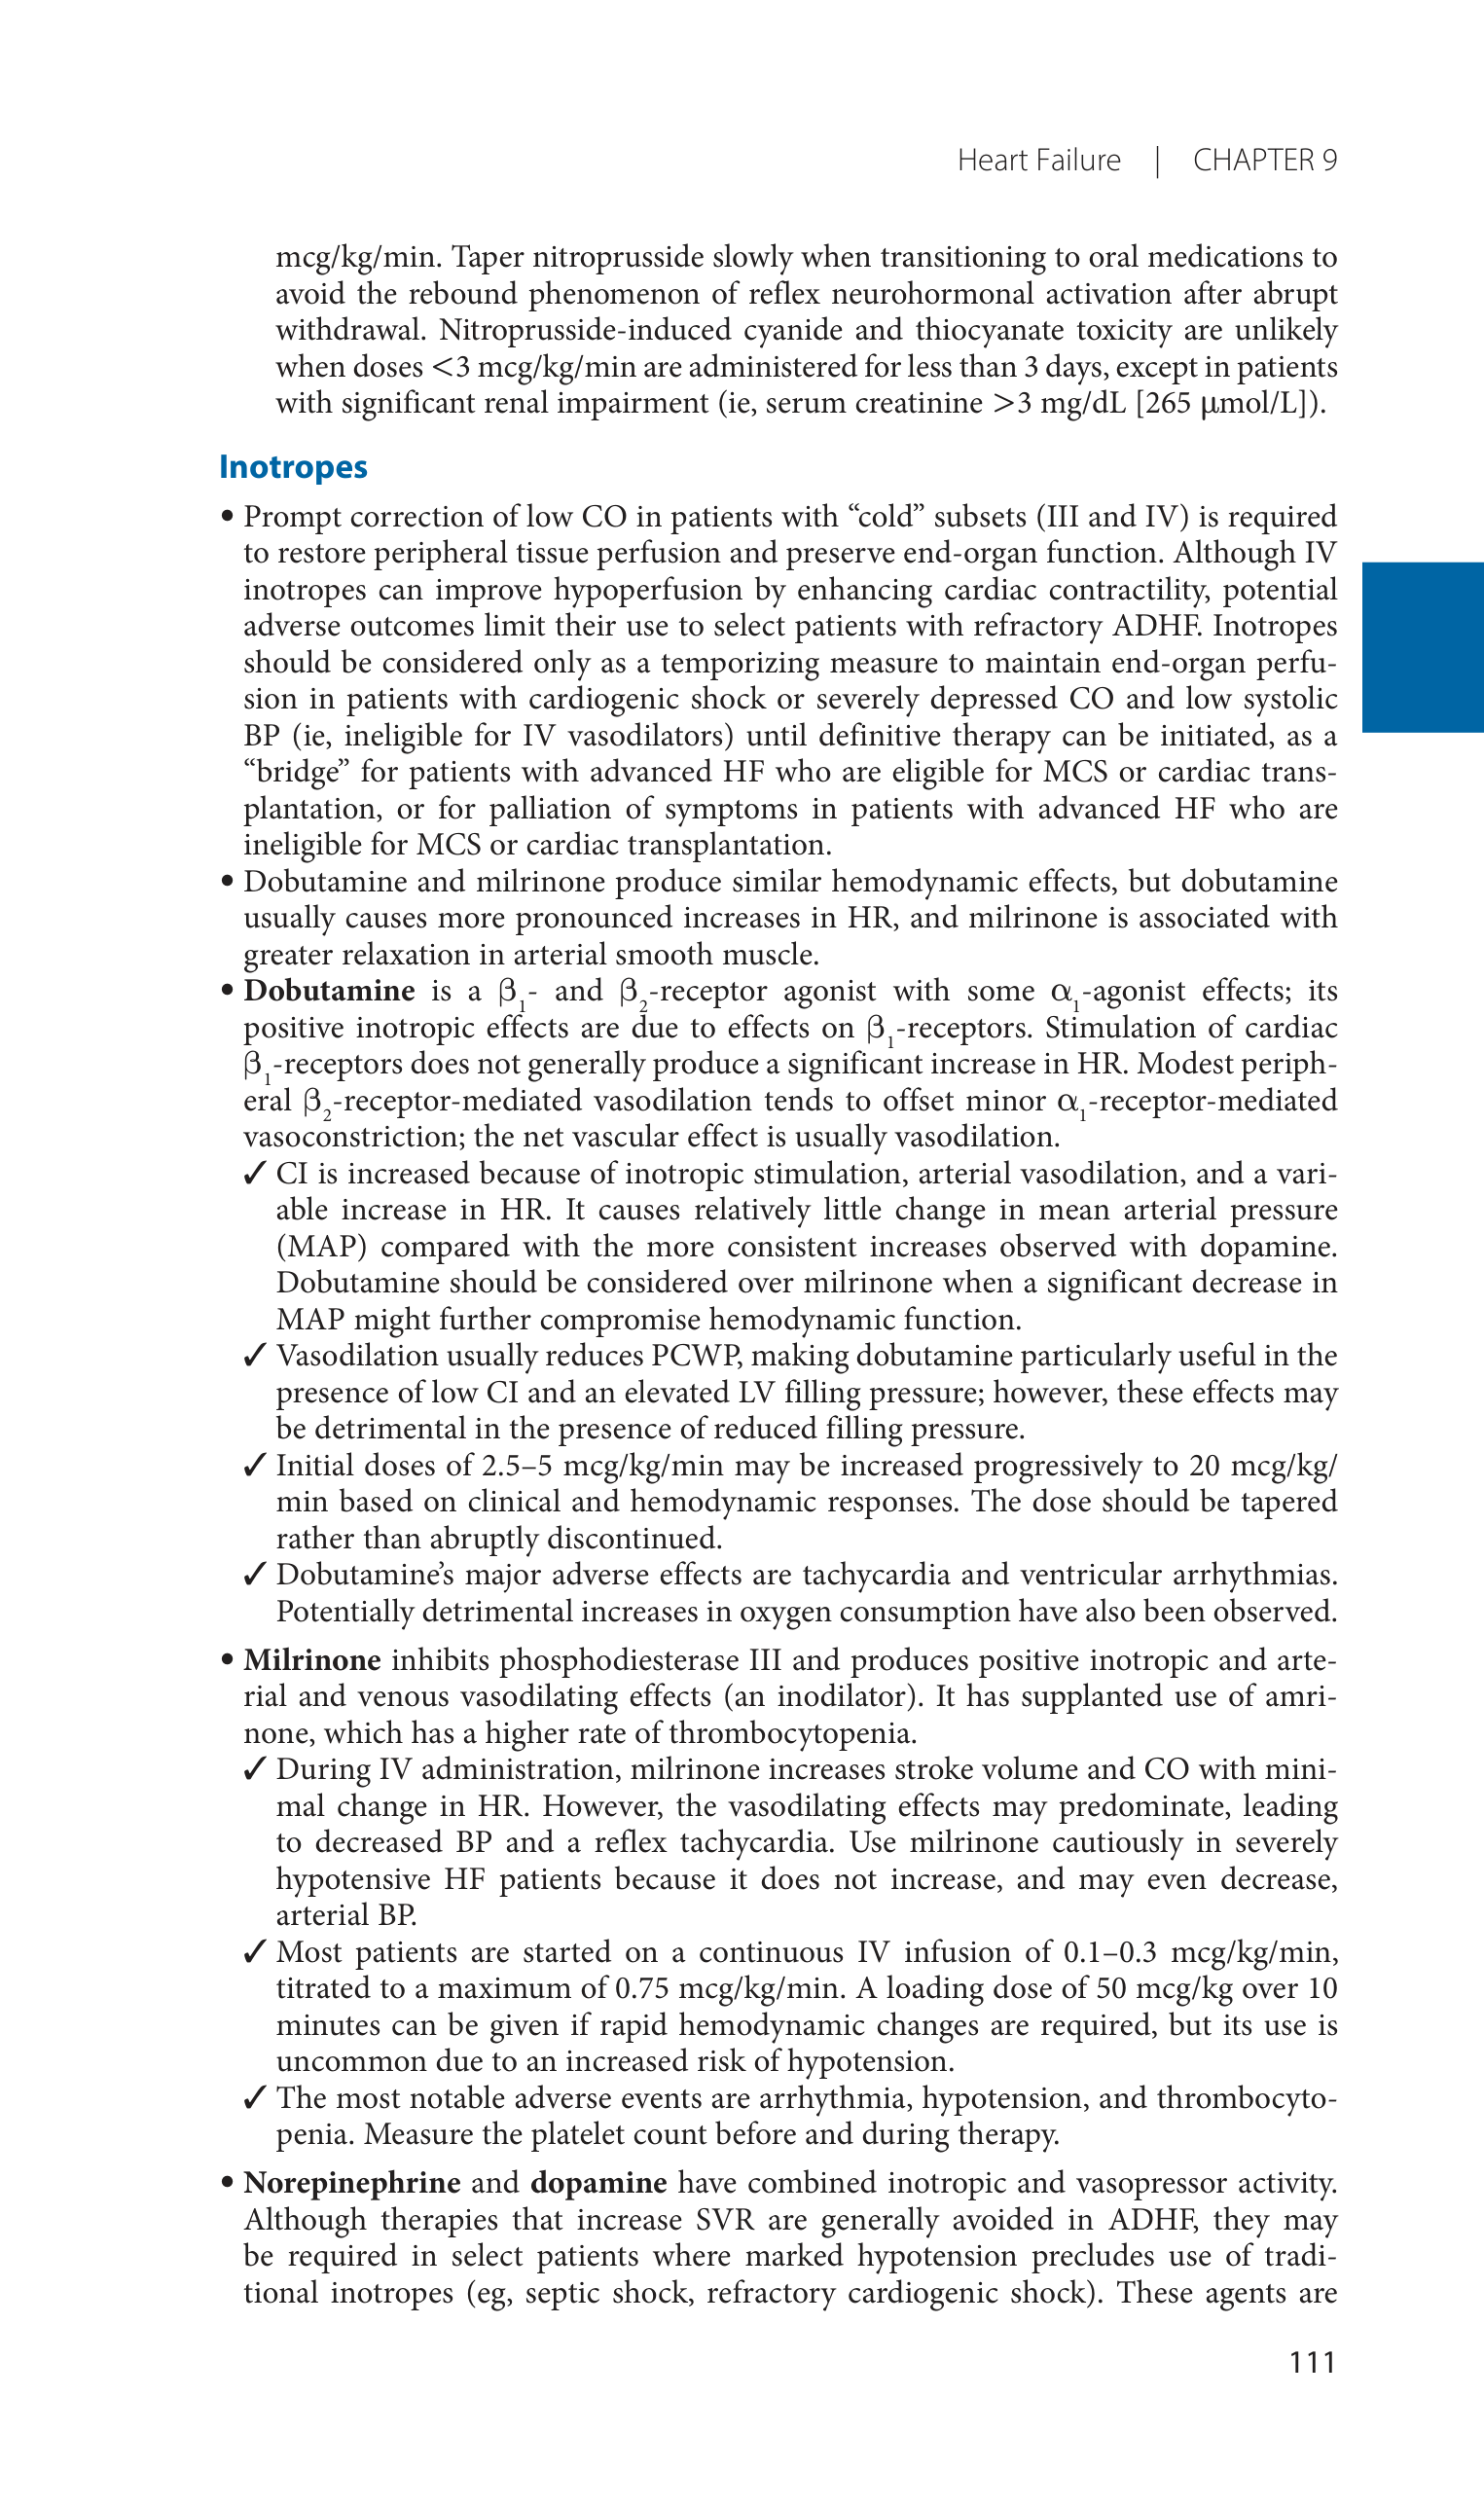 Heart Failure | CHAPTER 9
mcg/kg/min. Taper nitroprusside slowly when transitioning to oral medications to
avoid the rebound phenomenon of reflex neurohormonal activation after abrupt
withdrawal. Nitroprusside-induced cyanide and thiocyanate toxicity are unlikely
when doses <3 mcg/kg/min are administered for less than 3 days, except in patients
with significant renal impairment (ie, serum creatinine >3 mg/dL [265 μmol/L]).
Inotropes
• Prompt correction of low CO in patients with “cold” subsets (III and IV) is required
to restore peripheral tissue perfusion and preserve end-organ function. Although IV
inotropes can improve hypoperfusion by enhancing cardiac contractility, potential
adverse outcomes limit their use to select patients with refractory ADHF. Inotropes
should be considered only as a temporizing measure to maintain end-organ perfu-
sion in patients with cardiogenic shock or severely depressed CO and low systolic
BP (ie, ineligible for IV vasodilators) until definitive therapy can be initiated, as a
“bridge” for patients with advanced HF who are eligible for MCS or cardiac trans-
plantation, or for palliation of symptoms in patients with advanced HF who are
ineligible for MCS or cardiac transplantation.
• Dobutamine and milrinone produce similar hemodynamic effects, but dobutamine
usually causes more pronounced increases in HR, and milrinone is associated with
greater relaxation in arterial smooth muscle.
• Dobutamine is a β₁- and β₂-receptor agonist with some α₁-agonist effects; its
positive inotropic effects are due to effects on β₁-receptors. Stimulation of cardiac
β₁-receptors does not generally produce a significant increase in HR. Modest periph-
eral β₂-receptor-mediated vasodilation tends to offset minor α₁-receptor-mediated
vasoconstriction; the net vascular effect is usually vasodilation.
✓ CI is increased because of inotropic stimulation, arterial vasodilation, and a vari-
able increase in HR. It causes relatively little change in mean arterial pressure
(MAP) compared with the more consistent increases observed with dopamine.
Dobutamine should be considered over milrinone when a significant decrease in
MAP might further compromise hemodynamic function.
✓ Vasodilation usually reduces PCWP, making dobutamine particularly useful in the
presence of low CI and an elevated LV filling pressure; however, these effects may
be detrimental in the presence of reduced filling pressure.
✓ Initial doses of 2.5–5 mcg/kg/min may be increased progressively to 20 mcg/kg/
min based on clinical and hemodynamic responses. The dose should be tapered
rather than abruptly discontinued.
✓ Dobutamine’s major adverse effects are tachycardia and ventricular arrhythmias.
Potentially detrimental increases in oxygen consumption have also been observed.
• Milrinone inhibits phosphodiesterase III and produces positive inotropic and arte-
rial and venous vasodilating effects (an inodilator). It has supplanted use of amri-
none, which has a higher rate of thrombocytopenia.
✓ During IV administration, milrinone increases stroke volume and CO with mini-
mal change in HR. However, the vasodilating effects may predominate, leading
to decreased BP and a reflex tachycardia. Use milrinone cautiously in severely
hypotensive HF patients because it does not increase, and may even decrease,
arterial BP.
✓ Most patients are started on a continuous IV infusion of 0.1–0.3 mcg/kg/min,
titrated to a maximum of 0.75 mcg/kg/min. A loading dose of 50 mcg/kg over 10
minutes can be given if rapid hemodynamic changes are required, but its use is
uncommon due to an increased risk of hypotension.
✓ The most notable adverse events are arrhythmia, hypotension, and thrombocyto-
penia. Measure the platelet count before and during therapy.
• Norepinephrine and dopamine have combined inotropic and vasopressor activity.
Although therapies that increase SVR are generally avoided in ADHF, they may
be required in select patients where marked hypotension precludes use of tradi-
tional inotropes (eg, septic shock, refractory cardiogenic shock). These agents are
111